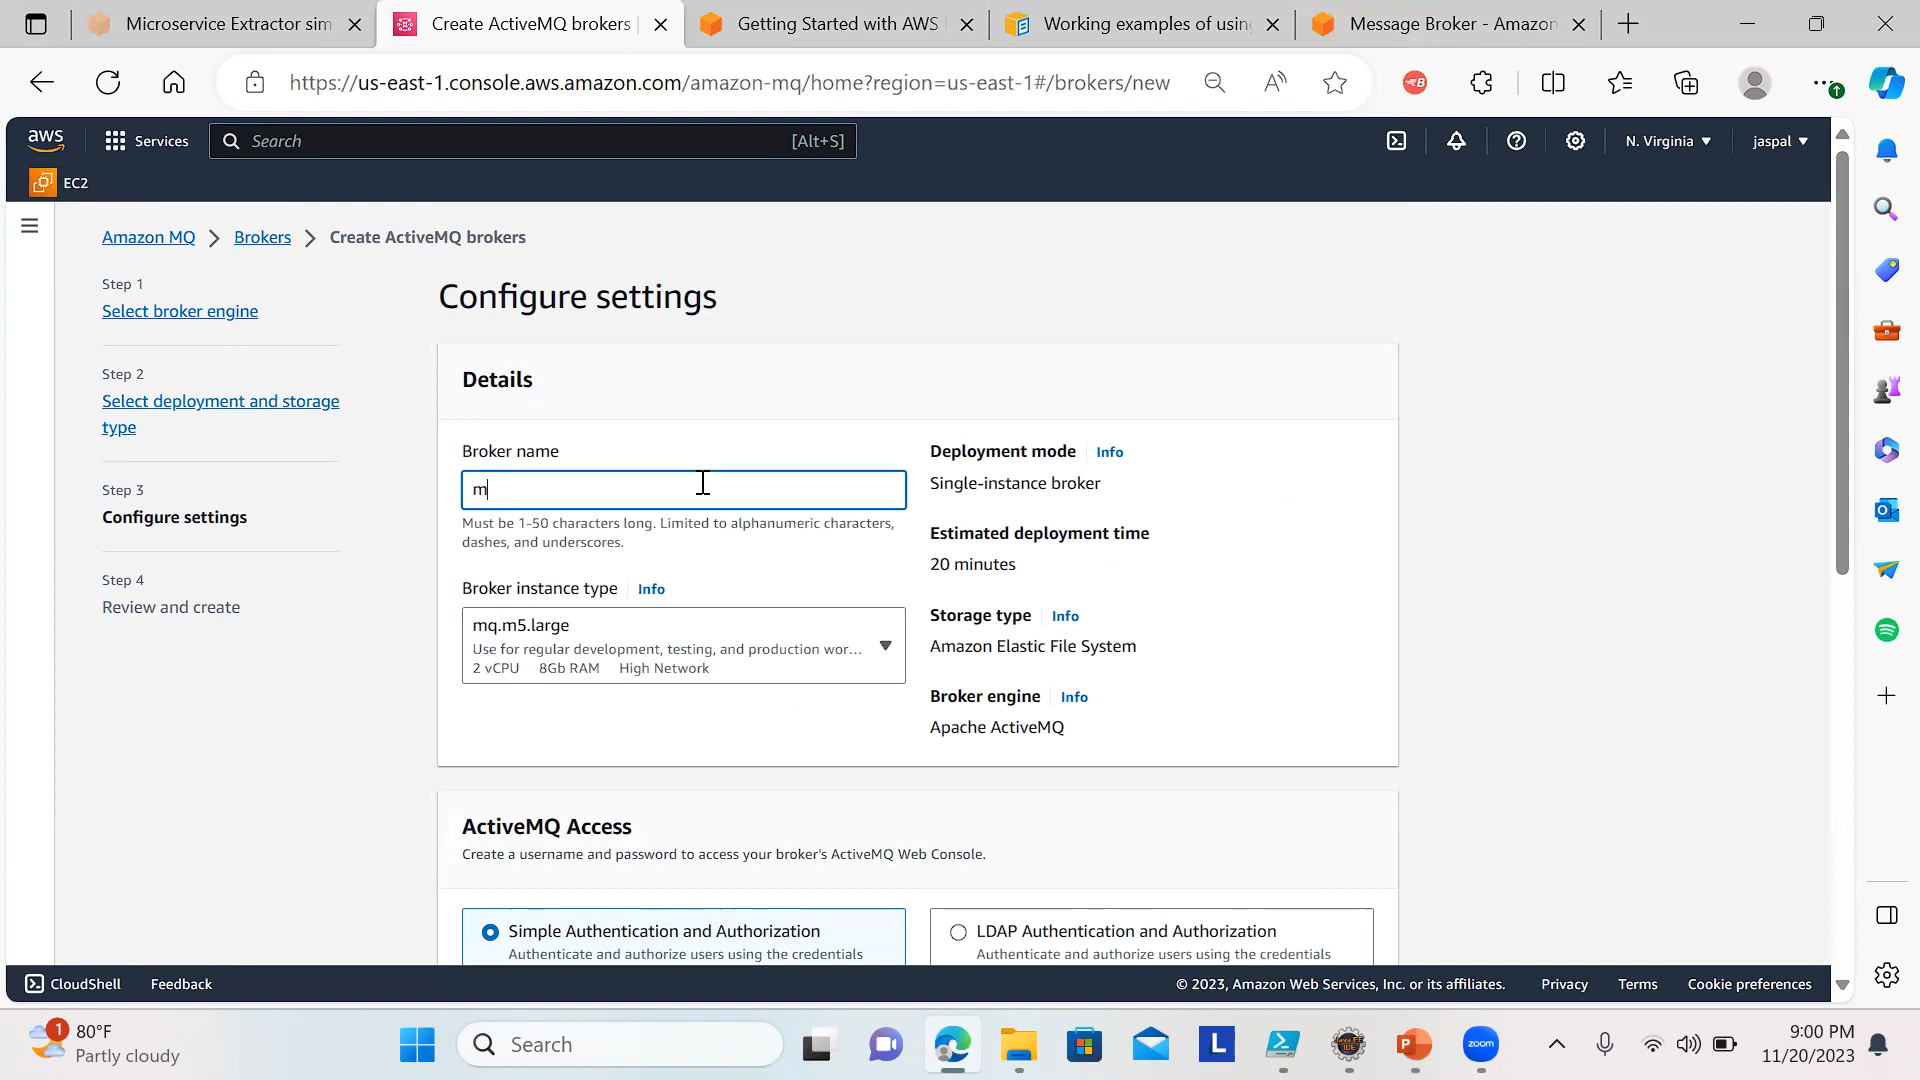 Microservice Extractor sim
Create ActiveMQ brokers
Getting Started with AWS
Working examples of using
Message Broker - Amazon
https://us-east-1.console.aws.amazon.com/amazon-mq/home?region=us-east-1#/brokers/new
aws
Services
Search
[Alt+S]
N. Virginia
jaspal
EC2
Amazon MQ
Brokers
Create ActiveMQ brokers
Step 1
Select broker engine
Step 2
Select deployment and storage
type
Step 3
Configure settings
Step 4
Review and create
Configure settings
Details
Broker name
m
Must be 1-50 characters long. Limited to alphanumeric characters,
dashes, and underscores.
Broker instance type
Info
mq.m5.large
Use for regular development, testing, and production wor...
2 vCPU 8Gb RAM High Network
Deployment mode
Info
Single-instance broker
Estimated deployment time
20 minutes
Storage type
Info
Amazon Elastic File System
Broker engine
Info
Apache ActiveMQ
ActiveMQ Access
Create a username and password to access your broker's ActiveMQ Web Console.
Simple Authentication and Authorization
Authenticate and authorize users using the credentials
LDAP Authentication and Authorization
Authenticate and authorize users using the credentials
CloudShell
Feedback
© 2023, Amazon Web Services, Inc. or its affiliates.
Privacy
Terms
Cookie preferences
1
80°F
Partly cloudy
Search
L
P
zoom
9:00 PM
11/20/2023